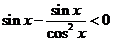 sin x − sin x / cos² x < 0